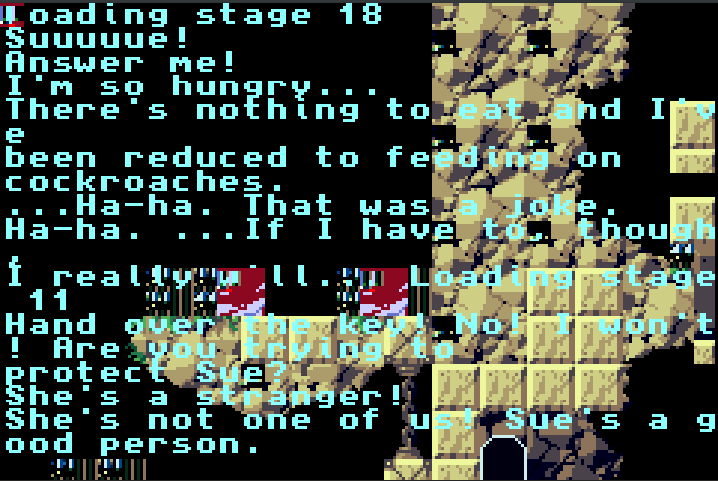 Loading stage 18
Suuuuue!
Answer me!
I'm so hungry...
There's nothing to eat and I'v
e
been reduced to feeding on
cockroaches.
...Ha-ha. That was a joke.
Ha-ha. ...If I have to, though
,
I really will... Loading stage
11
Hand over the key! No! I won't
! Are you trying to
protect Sue?
She's a stranger!
She's not one of us! Sue's a g
ood person.